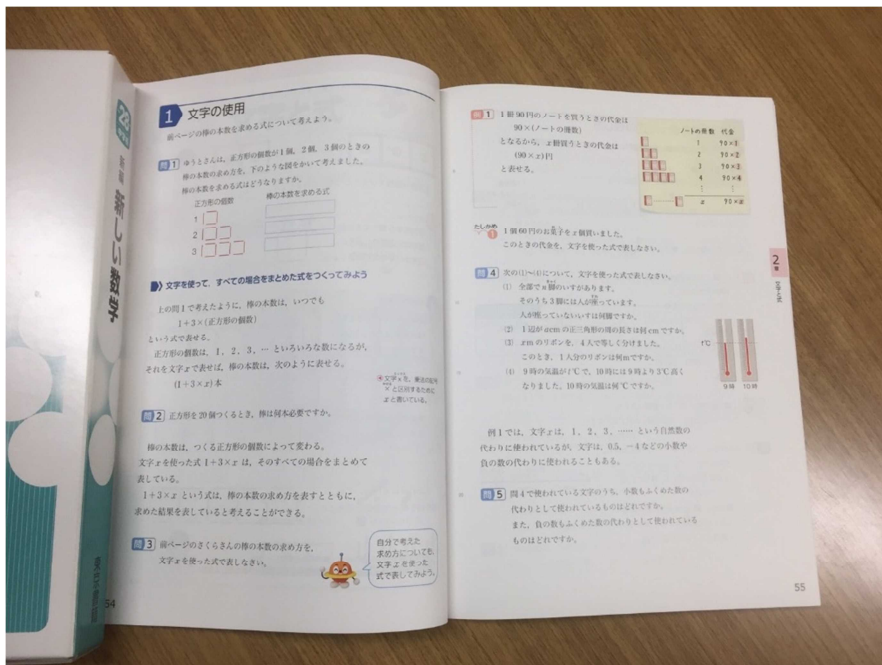 新編 新しい数学
1 文字の使用
前ページの棒の本数を求める式について考えよう。
問1 ゆうとさんは、正方形の個数が1個、2個、3個のときの
棒の本数の求め方を、下のような図をかいて考えました。
棒の本数を求める式はどうなりますか。
正方形の個数 棒の本数を求める式
1
2
3
文字を使って、すべての場合をまとめた式をつくってみよう
上の問1で考えたように、棒の本数は、いつでも
1+3×(正方形の個数)
という式で表せる。
正方形の個数は、1、2、3、… といろいろな数になるが、
それを文字xで表せば、棒の本数は、次のように表せる。
(1+3×x)本
文字xを、乗法の記号
×と区別するために
xと書いている。
問2 正方形を20個つくるとき、棒は何本必要ですか。
棒の本数は、つくる正方形の個数によって変わる。
文字xを使った式1+3×xは、そのすべての場合をまとめて
表している。
1+3×x という式は、棒の本数の求め方を表すとともに、
求めた結果を表していると考えることができる。
問3 前ページのさくらさんの棒の本数の求め方を、
文字xを使った式で表しなさい。
自分で考えた
求め方についても、
文字xを使った
式で表してみよう。
54
例1 1冊90円のノートを買うときの代金は
90×(ノートの冊数)
となるから、x冊買うときの代金は
(90×x)円
と表せる。
ノートの冊数 代金
1 90×1
2 90×2
3 90×3
4 90×4
⋮ ⋮
x 90×x
たしかめ
1 1個60円のお菓子をx個買いました。
このときの代金を、文字を使った式で表しなさい。
問4 次の(1)〜(4)について、文字を使った式で表しなさい。
(1) 全部でn脚のいすがあります。
そのうち3脚には人が座っています。
人が座っていないいすは何脚ですか。
(2) 1辺がacmの正三角形の周の長さは何cmですか。
(3) xmのリボンを、4人で等しく分けました。
このとき、1人分のリボンは何mですか。
(4) 9時の気温がt℃で、10時には9時より3℃高く
なりました。10時の気温は何℃ですか。
t℃
9時 10時
例1では、文字xは、1、2、3、…… という自然数の
代わりに使われているが、文字は、0.5、−4などの小数や
負の数の代わりに使われることもある。
問5 問4で使われている文字のうち、小数もふくめた数の
代わりとして使われているものはどれですか。
また、負の数もふくめた数の代わりとして使われている
ものはどれですか。
2章
文字と式
55